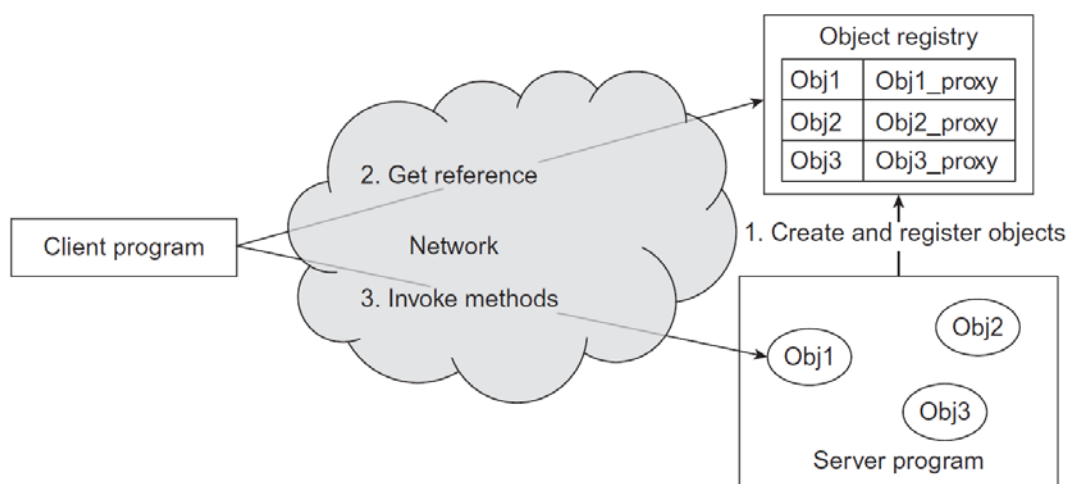 Object registry
Obj1 Obj1_proxy
Obj2 Obj2_proxy
Obj3 Obj3_proxy
2. Get reference
Client program
Network
1. Create and register objects
3. Invoke methods
Obj1
Obj2
Obj3
Server program